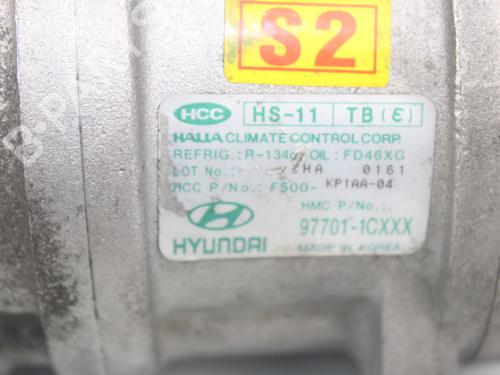 S2
HCC HS-11 TB(ε)
HALLA CLIMATE CONTROL CORP.
REFRIG.: R-134a OIL: FD46XG
LOT No.: 0161
HCC P/No.: F500-KP1AA-04
HMC P/No.:
97701-1CXXX
HYUNDAI
MADE IN KOREA